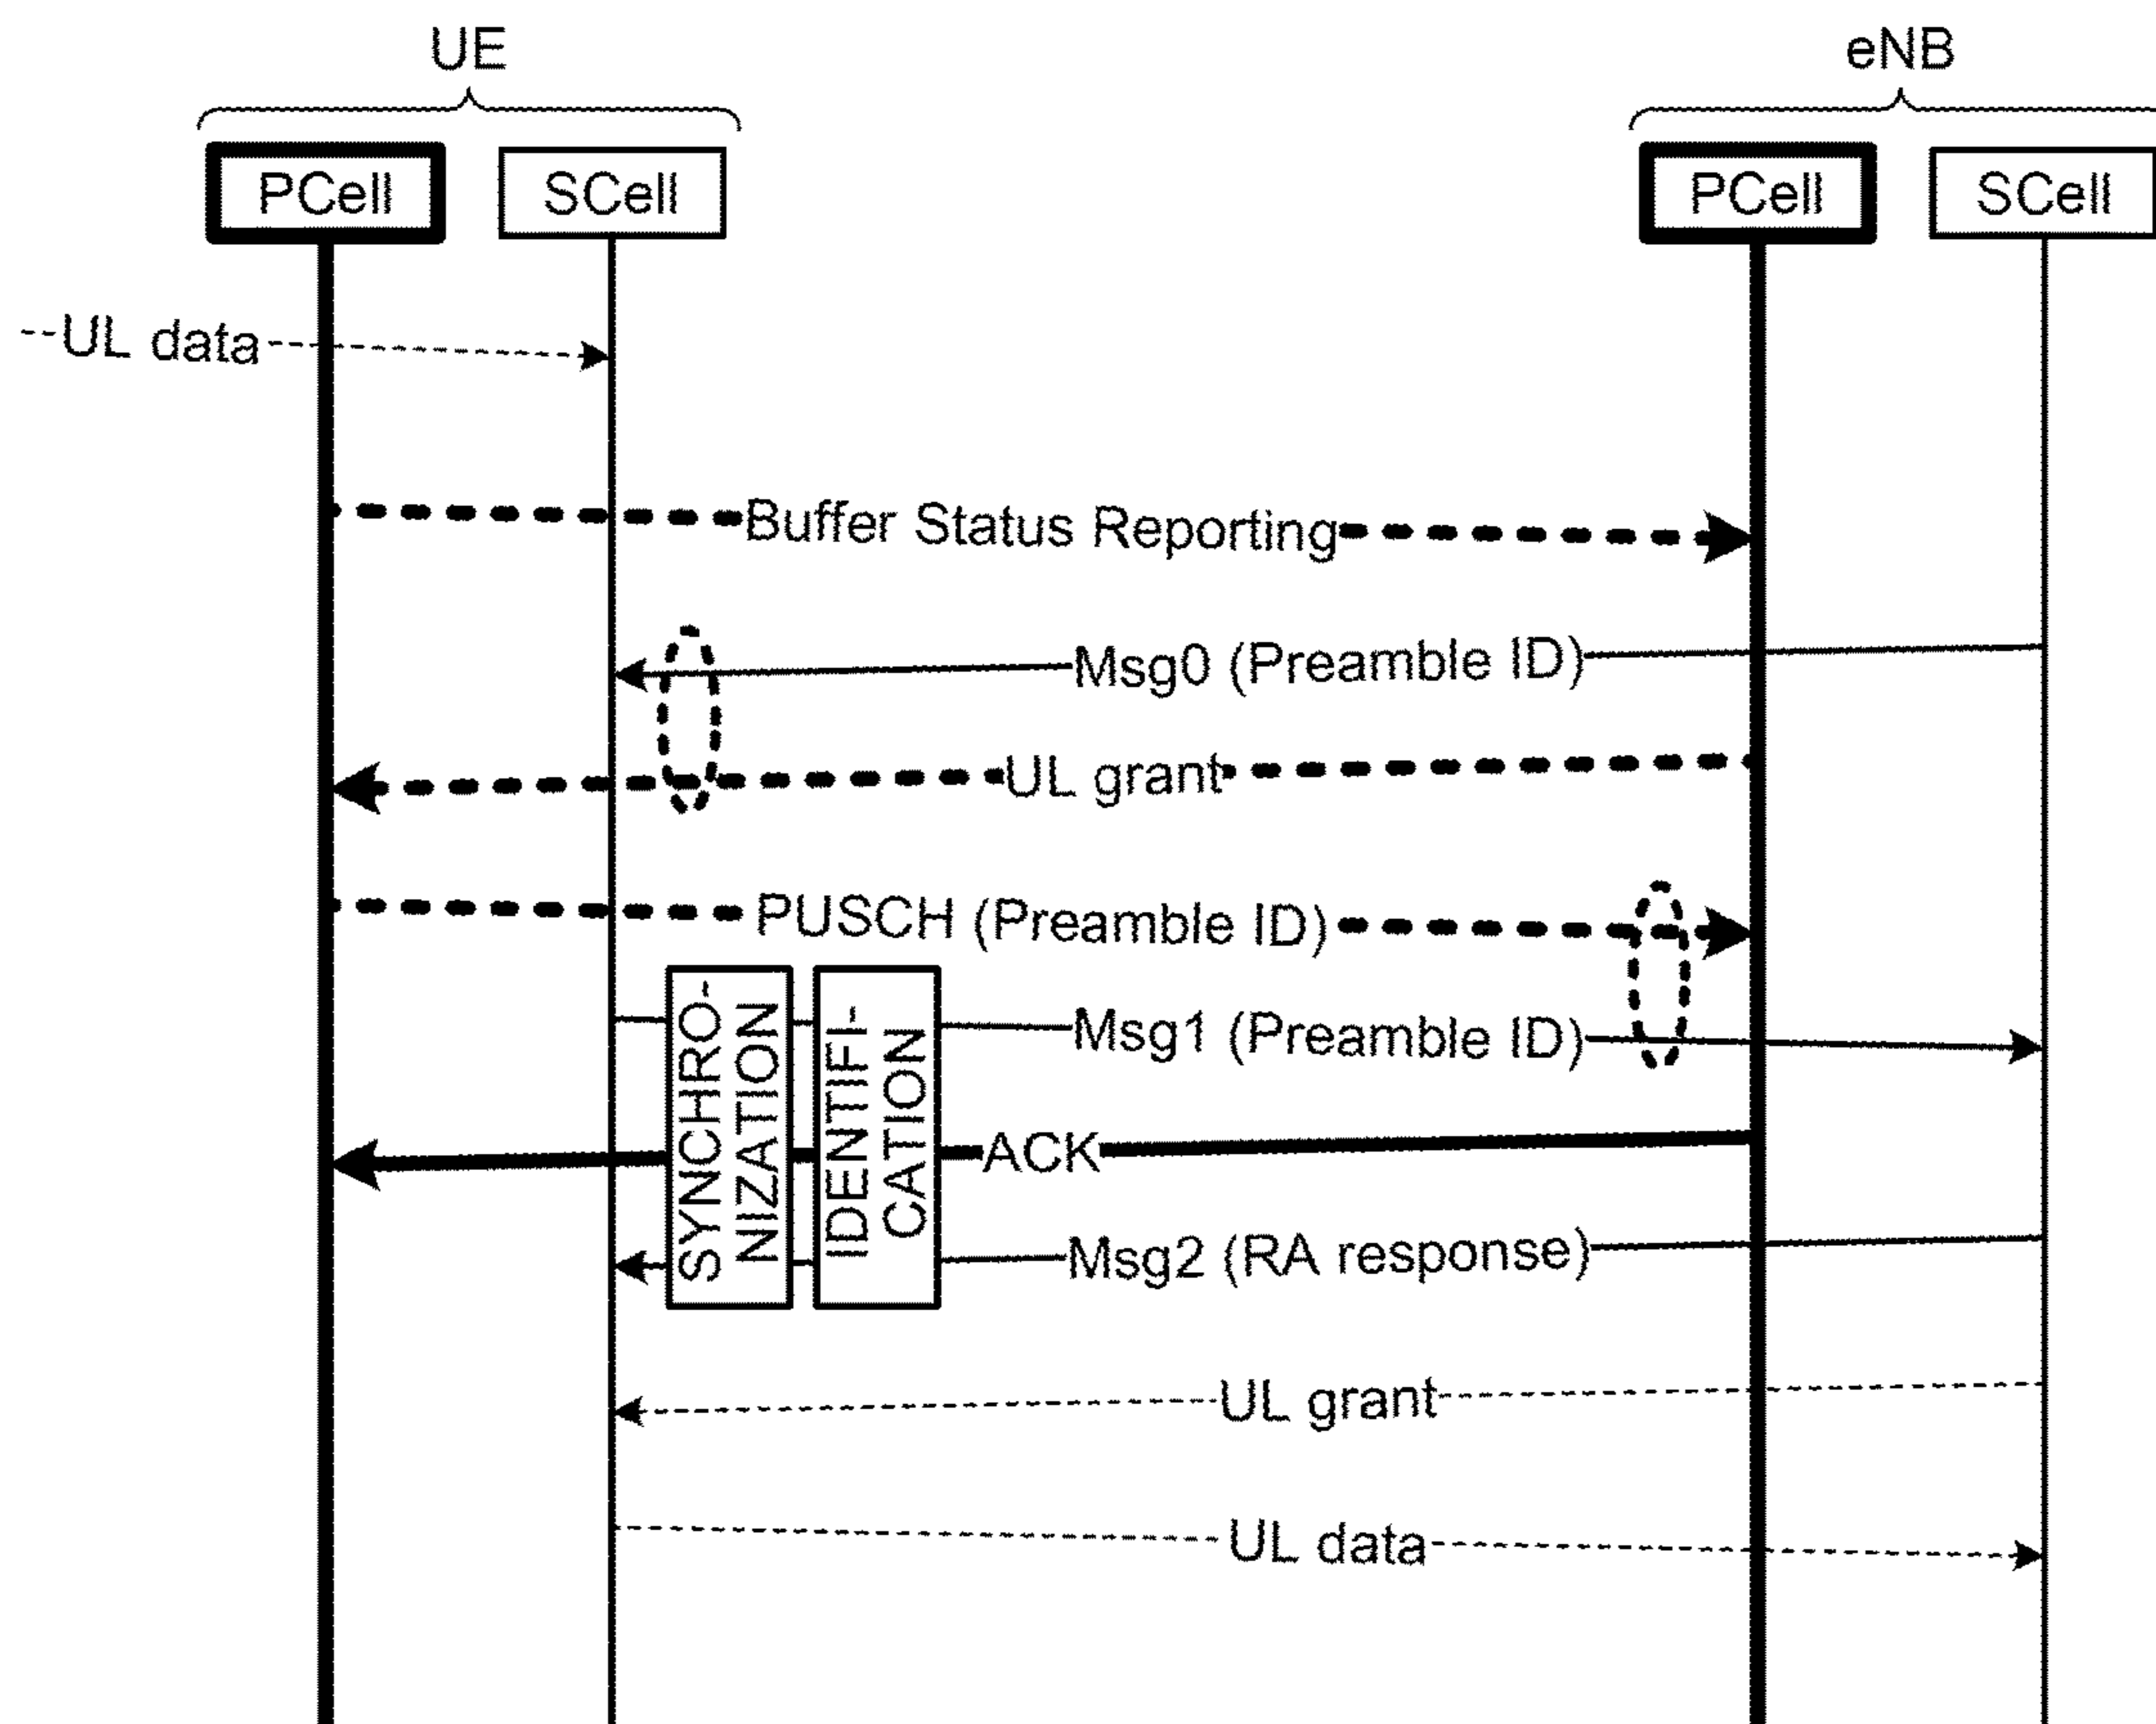 UE
eNB
PCell
SCell
PCell
SCell
UL data
Buffer Status Reporting
Msg0 (Preamble ID)
UL grant
PUSCH (Preamble ID)
SYNCHRO-
NIZATION
IDENTIFI-
CATION
Msg1 (Preamble ID)
ACK
Msg2 (RA response)
UL grant
UL data